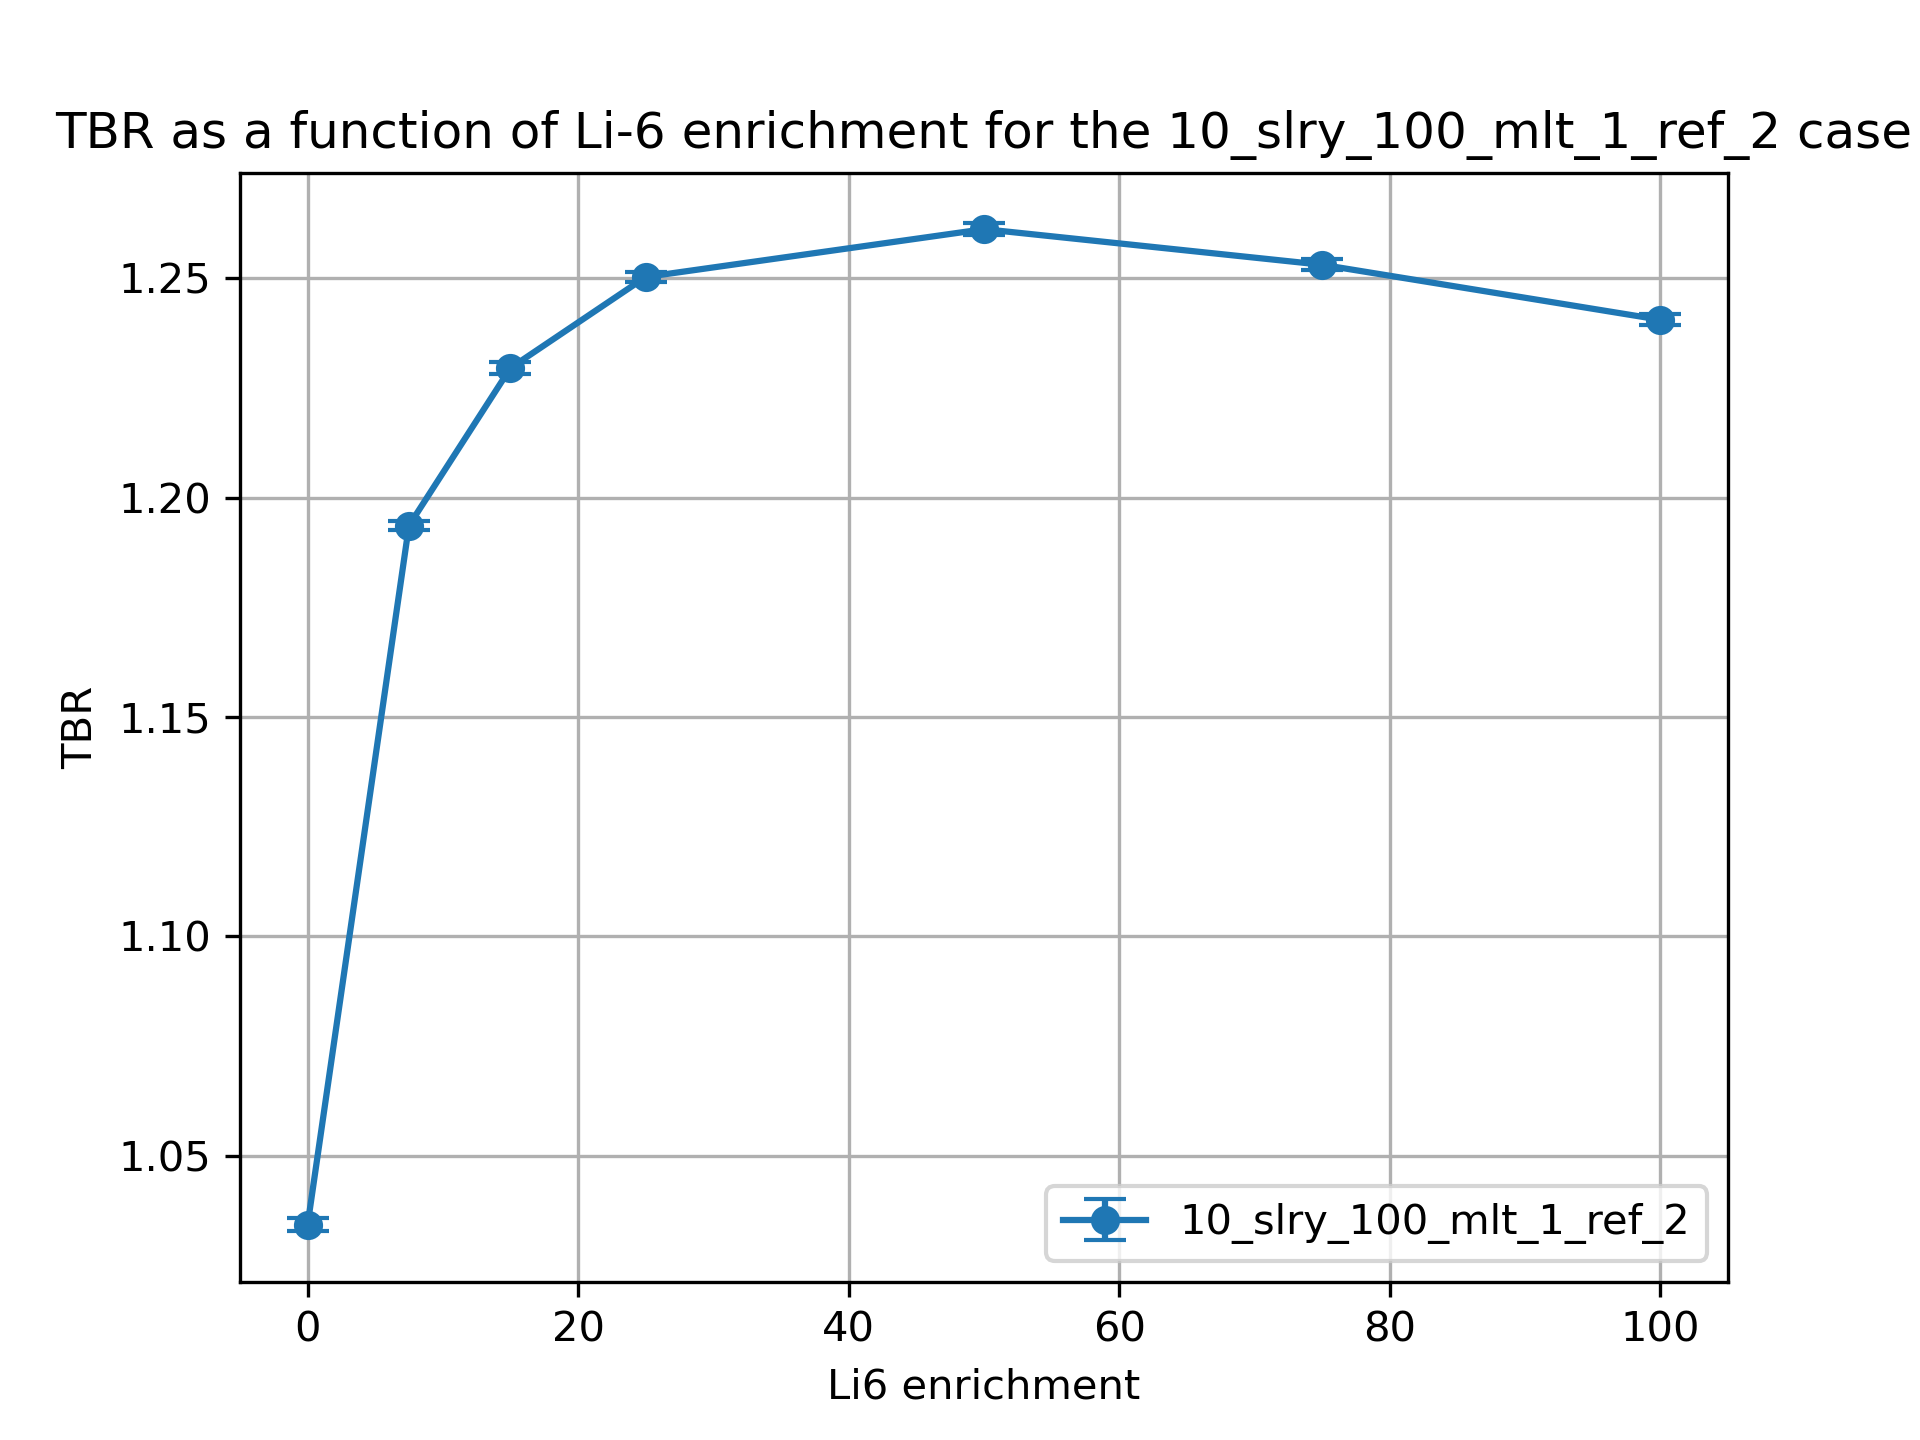 TBR as a function of Li-6 enrichment for the 10_slry_100_mlt_1_ref_2 case
TBR
1.25
1.20
1.15
1.10
1.05
10_slry_100_mlt_1_ref_2
0 20 40 60 80 100
Li6 enrichment